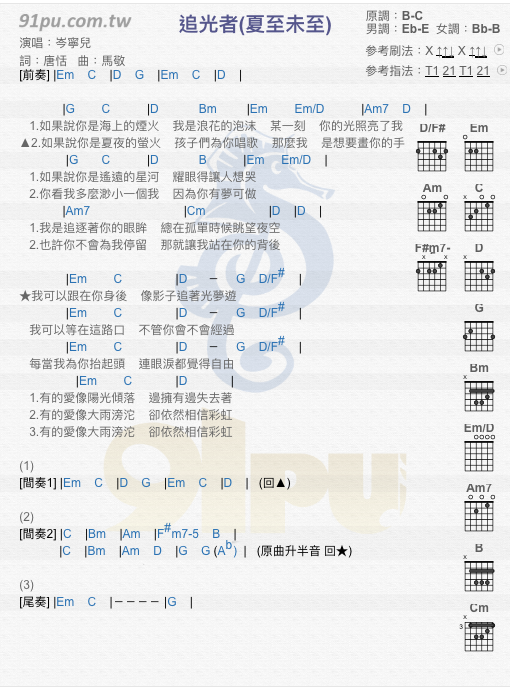 91pu.com.tw
追光者(夏至未至)
原調：B-C
男調：Eb-E 女調：Bb-B
演唱：岑寧兒
詞：唐恬 曲：馬敬
參考刷法：X ↑↑↓ X ↑↑↓
參考指法：T1 21 T1 21
[前奏] |Em C |D G |Em C |D |
|G C |D Bm |Em Em/D |Am7 D |
1.如果說你是海上的煙火 我是浪花的泡沫 某一刻 你的光照亮了我
▲2.如果說你是夏夜的螢火 孩子們為你唱歌 那麼我 是想要畫你的手
|G C |D B |Em Em/D |
1.如果說你是遙遠的星河 耀眼得讓人想哭
2.你看我多麼渺小一個我 因為你有夢可做
|Am7 |Cm |D |D |
1.我是追逐著你的眼眸 總在孤單時候眺望夜空
2.也許你不會為我停留 那就讓我站在你的背後
|Em C |D – G D/F# |
★我可以跟在你身後 像影子追著光夢遊
|Em C |D – G D/F# |
我可以等在這路口 不管你會不會經過
|Em C |D – G D/F# |
每當我為你抬起頭 連眼淚都覺得自由
|Em C |D |
1.有的愛像陽光傾落 邊擁有邊失去著
2.有的愛像大雨滂沱 卻依然相信彩虹
3.有的愛像大雨滂沱 卻依然相信彩虹
(1)
[間奏1] |Em C |D G |Em C |D | (回▲)
(2)
[間奏2] |C |Bm |Am |F#m7-5 B |
|C |Bm |Am D |G G (Ab) | (原曲升半音 回★)
(3)
[尾奏] |Em C |– – – – |G |
D/F# Em
Am C
F#m7- D
G
Bm
Em/D
Am7
B
Cm
3
91pu